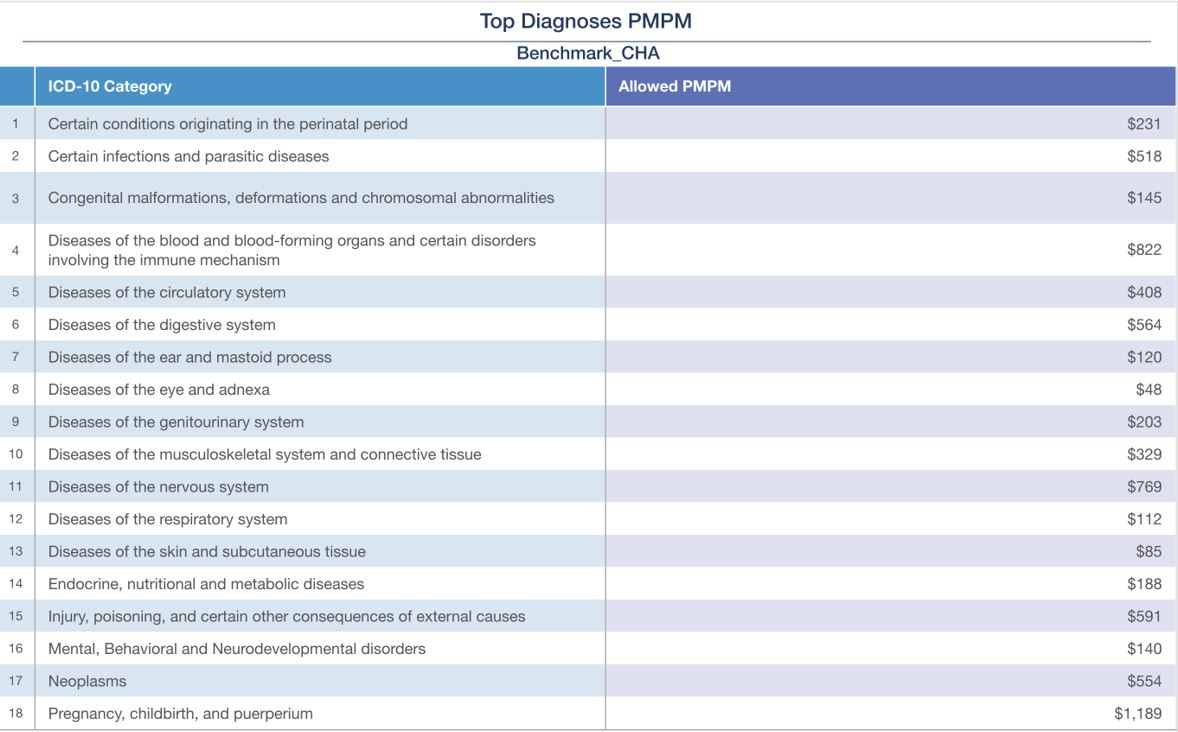 Top Diagnoses PMPM
Benchmark_CHA
ICD-10 Category Allowed PMPM
1 Certain conditions originating in the perinatal period $231
2 Certain infections and parasitic diseases $518
3 Congenital malformations, deformations and chromosomal abnormalities $145
4 Diseases of the blood and blood-forming organs and certain disorders
involving the immune mechanism $822
5 Diseases of the circulatory system $408
6 Diseases of the digestive system $564
7 Diseases of the ear and mastoid process $120
8 Diseases of the eye and adnexa $48
9 Diseases of the genitourinary system $203
10 Diseases of the musculoskeletal system and connective tissue $329
11 Diseases of the nervous system $769
12 Diseases of the respiratory system $112
13 Diseases of the skin and subcutaneous tissue $85
14 Endocrine, nutritional and metabolic diseases $188
15 Injury, poisoning, and certain other consequences of external causes $591
16 Mental, Behavioral and Neurodevelopmental disorders $140
17 Neoplasms $554
18 Pregnancy, childbirth, and puerperium $1,189